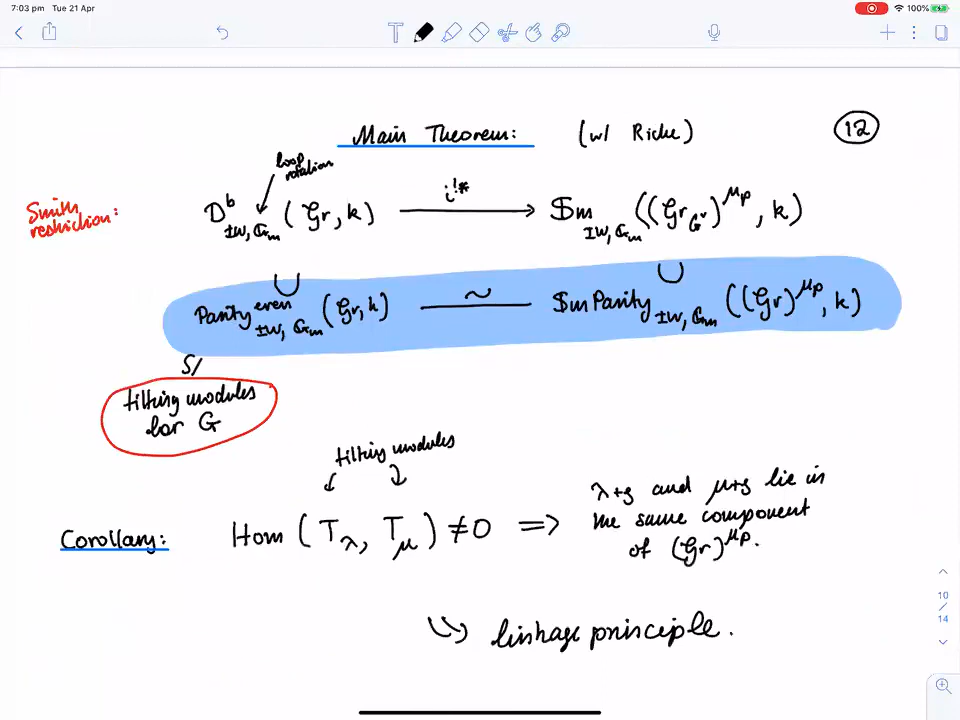 7:03 pm Tue 21 Apr
100%
Main Theorem: (w/ Riche)
12
loop rotation
Smith restriction:
D^b_{IW, G_m} (Gr, k) → i^{!*} $m_{IW, G_m} ((Gr_{G^∨})^{μ_p}, k)
∪ ∪
Parity^{even}_{IW, G_m} (Gr, k) ∼ $m Parity_{IW, G_m} ((Gr)^{μ_p}, k)
S/
tilting modules
for G
tilting modules
Corollary: Hom (T_λ, T_μ) ≠ 0 ⇒ λ+ς and μ+ς lie in
the same component
of (Gr)^{μ_p}.
↪ linkage principle.
10
/
14